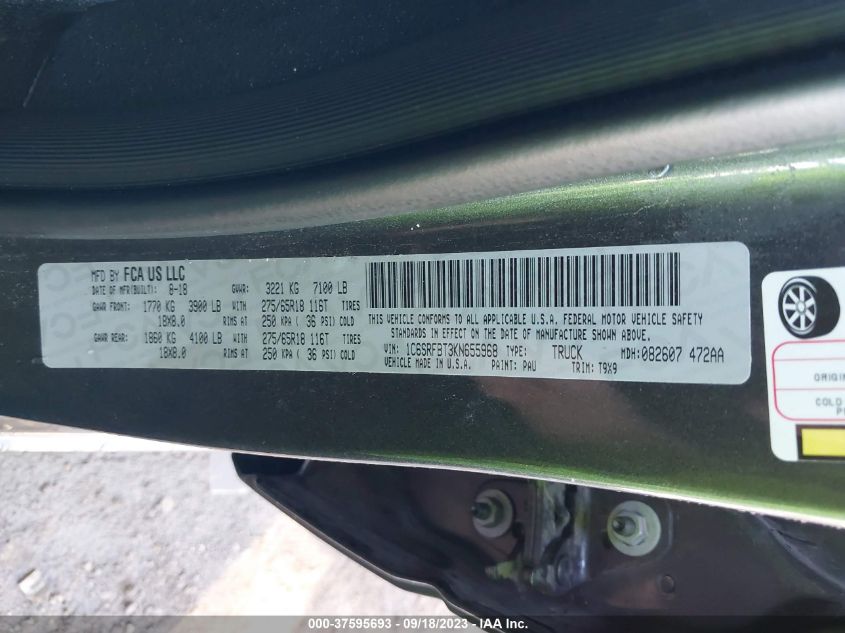 MFD BY FCA US LLC
DATE OF MFR(BUILT): 8-18 GVWR: 3221 KG 7100 LB
GAWR FRONT: 1770 KG 3900 LB WITH 275/65R18 116T TIRES
18X8.0 RIMS AT 250 KPA ( 36 PSI) COLD
GAWR REAR: 1860 KG 4100 LB WITH 275/65R18 116T TIRES
18X8.0 RIMS AT 250 KPA ( 36 PSI) COLD
THIS VEHICLE CONFORMS TO ALL APPLICABLE U.S.A. FEDERAL MOTOR VEHICLE SAFETY
STANDARDS IN EFFECT ON THE DATE OF MANUFACTURE SHOWN ABOVE.
VIN: 1C6SRFBT3KN655968 TYPE: TRUCK MDH: 082607 472AA
VEHICLE MADE IN U.S.A. PAINT: PAU TRIM: T9X9
COLD
000-37595693 - 09/18/2023 - IAA Inc.